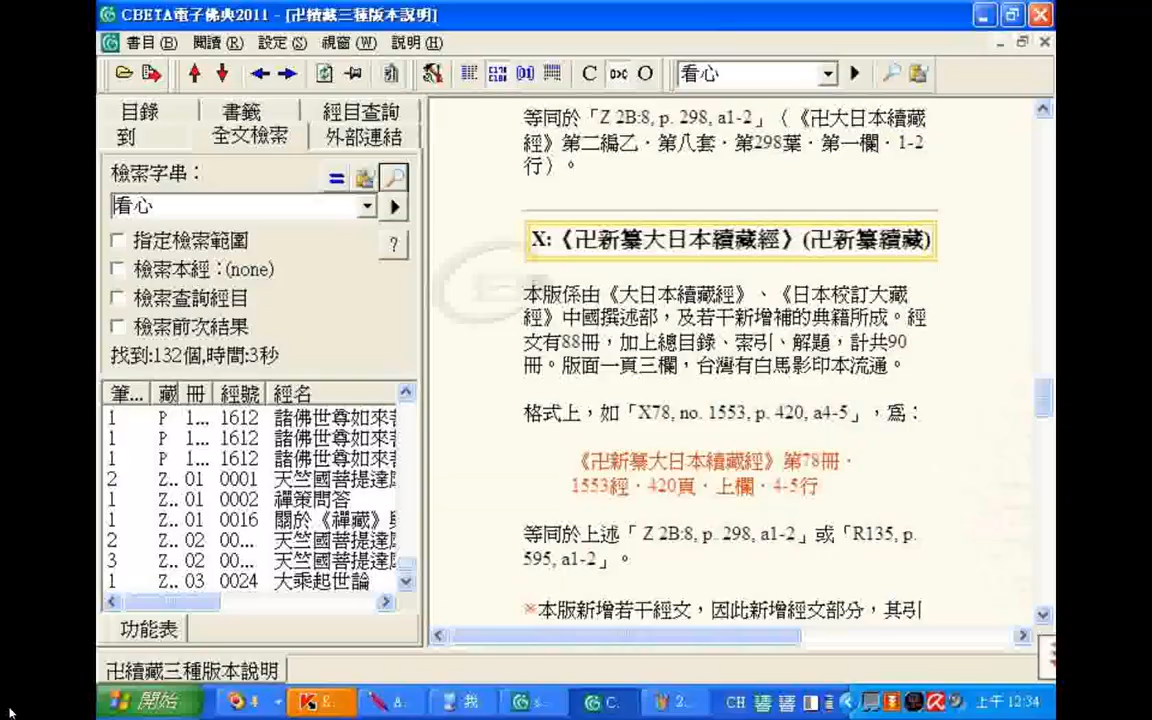 CBETA電子佛典2011 - [卍續藏三種版本說明]
書目(B) 閱讀(R) 設定(S) 視窗(W) 說明(H)
C O 看心
目錄 書籤 經目查詢
到 全文檢索 外部連結
檢索字串：
看心
指定檢索範圍
?
檢索本經：(none)
檢索查詢經目
檢索前次結果
找到:132個,時間:3秒
筆... 藏 冊 經號 經名
1 P 1... 1612 諸佛世尊如來
1 P 1... 1612 諸佛世尊如來
1 P 1... 1612 諸佛世尊如來
2 Z.. 01 0001 天竺國菩提達
1 Z.. 01 0002 禪策問答
1 Z.. 01 0016 關於《禪藏》
2 Z.. 02 00... 天竺國菩提達
3 Z.. 02 00... 天竺國菩提達
1 Z.. 03 0024 大乘起世論
功能表
等同於「Z 2B:8, p. 298, a1-2」（《卍大日本續藏
經》第二編乙．第八套．第298葉．第一欄．1-2
行）。
X:《卍新纂大日本續藏經》(卍新纂續藏)
本版係由《大日本續藏經》、《日本校訂大藏
經》中國撰述部，及若干新增補的典籍所成。經
文有88冊，加上總目錄、索引、解題，計共90
冊。版面一頁三欄，台灣有白馬影印本流通。
格式上，如「X78, no. 1553, p. 420, a4-5」，為：
《卍新纂大日本續藏經》第78冊．
1553經．420頁．上欄．4-5行
等同於上述「Z 2B:8, p. 298, a1-2」或「R135, p.
595, a1-2」。
※本版新增若干經文，因此新增經文部分，其引
卍續藏三種版本說明
開始 4 我 C. 2... CH 上午 12:34